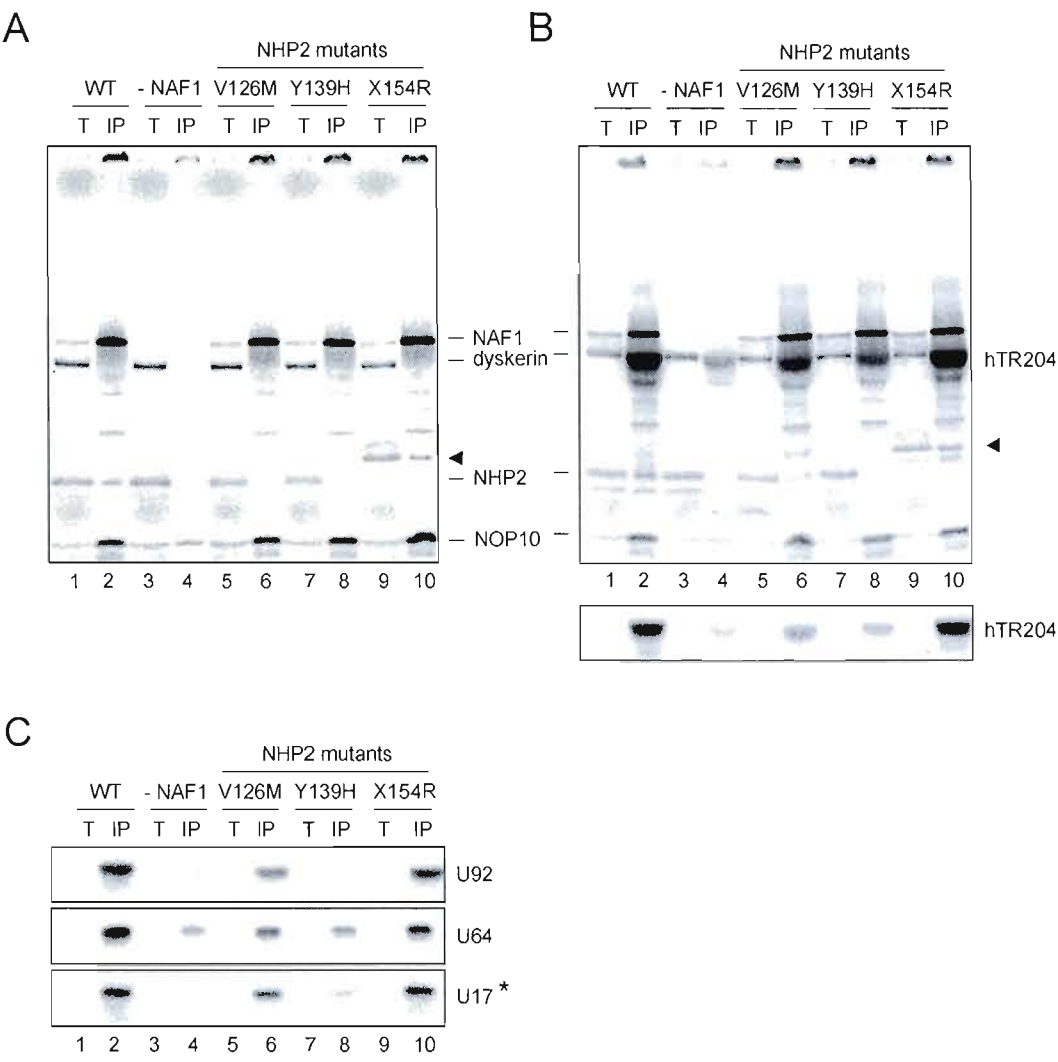 A
NHP2 mutants
WT - NAF1 V126M Y139H X154R
T IP T IP T IP T IP T IP
NAF1
dyskerin
NHP2
NOP10
1 2 3 4 5 6 7 8 9 10
B
NHP2 mutants
WT - NAF1 V126M Y139H X154R
T IP T IP T IP T IP T IP
hTR204
1 2 3 4 5 6 7 8 9 10
hTR204
C
NHP2 mutants
WT - NAF1 V126M Y139H X154R
T IP T IP T IP T IP T IP
U92
U64
U17 *
1 2 3 4 5 6 7 8 9 10